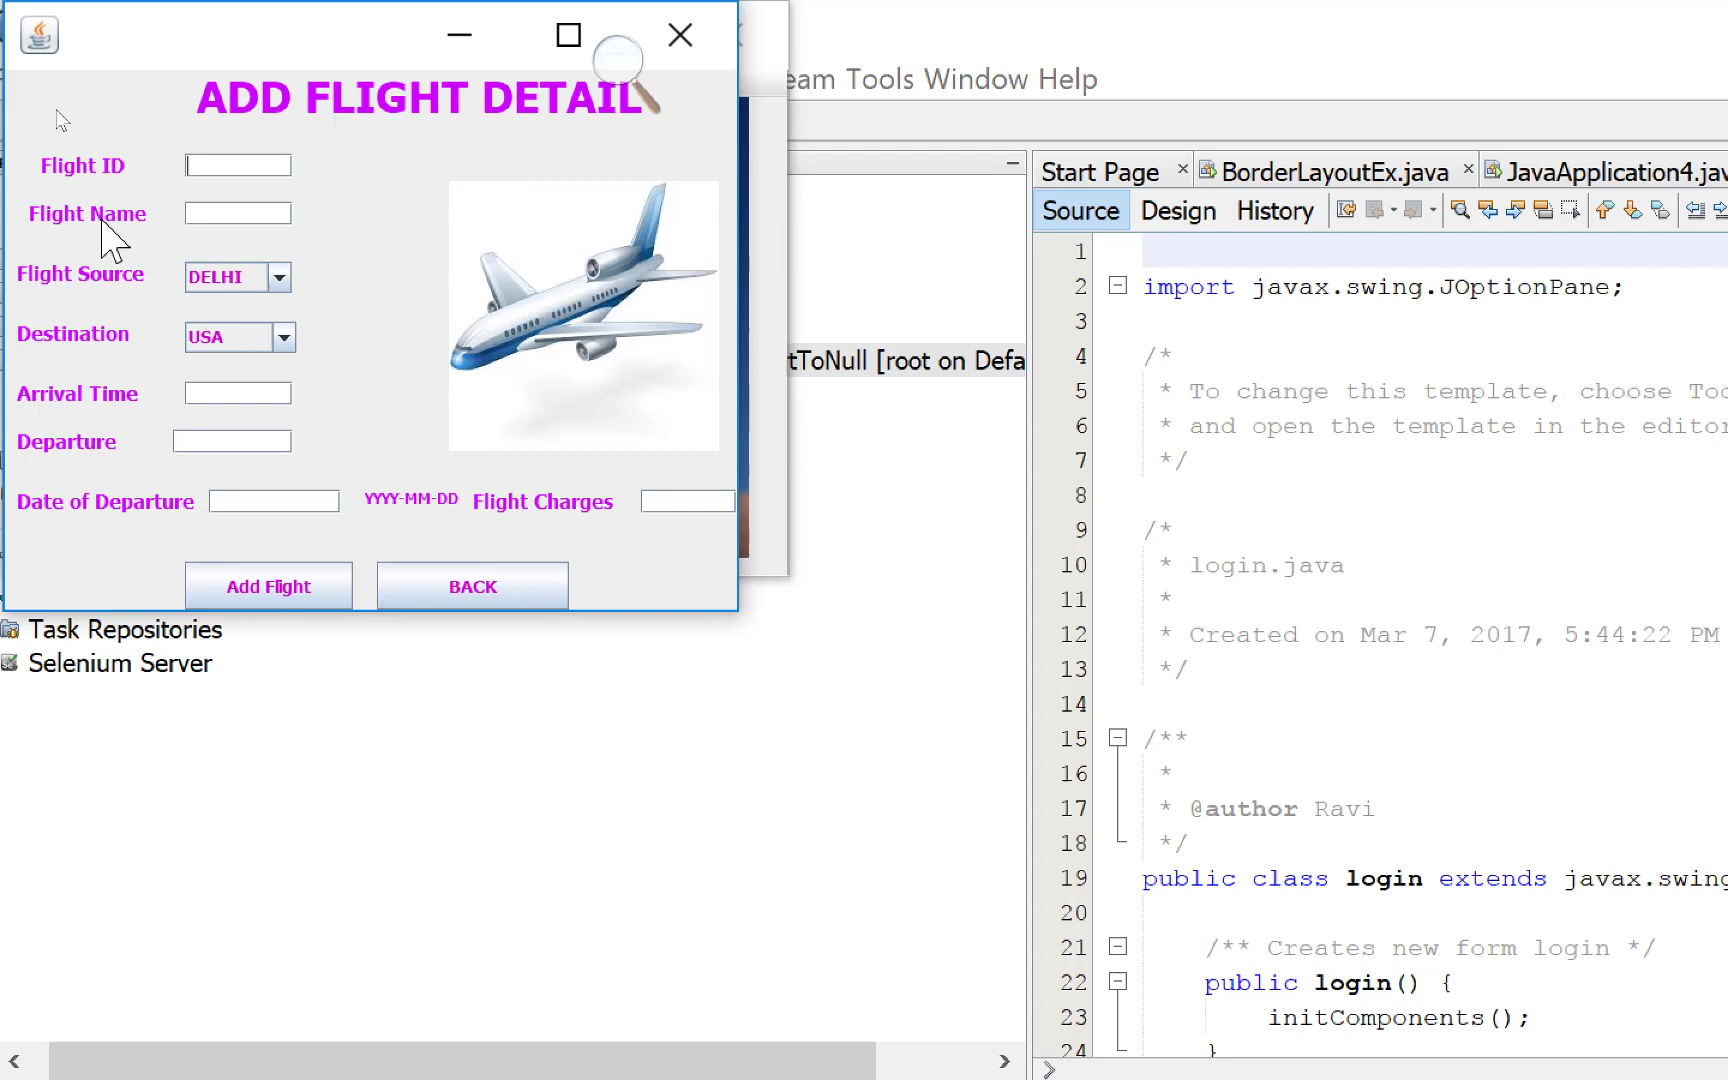 ADD FLIGHT DETAIL
Flight ID
Flight Name
Flight Source
DELHI
Destination
USA
Arrival Time
Departure
Date of Departure
YYYY-MM-DD
Flight Charges
Add Flight
BACK
eam Tools Window Help
tToNull [root on Defa
Task Repositories
Selenium Server
Start Page
BorderLayoutEx.java
JavaApplication4.jav
Source
Design
History
1
2 import javax.swing.JOptionPane;
3
4 /*
5 * To change this template, choose Too
6 * and open the template in the editor
7 */
8
9 /*
10 * login.java
11 *
12 * Created on Mar 7, 2017, 5:44:22 PM
13 */
14
15 /**
16 *
17 * @author Ravi
18 */
19 public class login extends javax.swing
20
21 /** Creates new form login */
22 public login() {
23 initComponents();
24 }